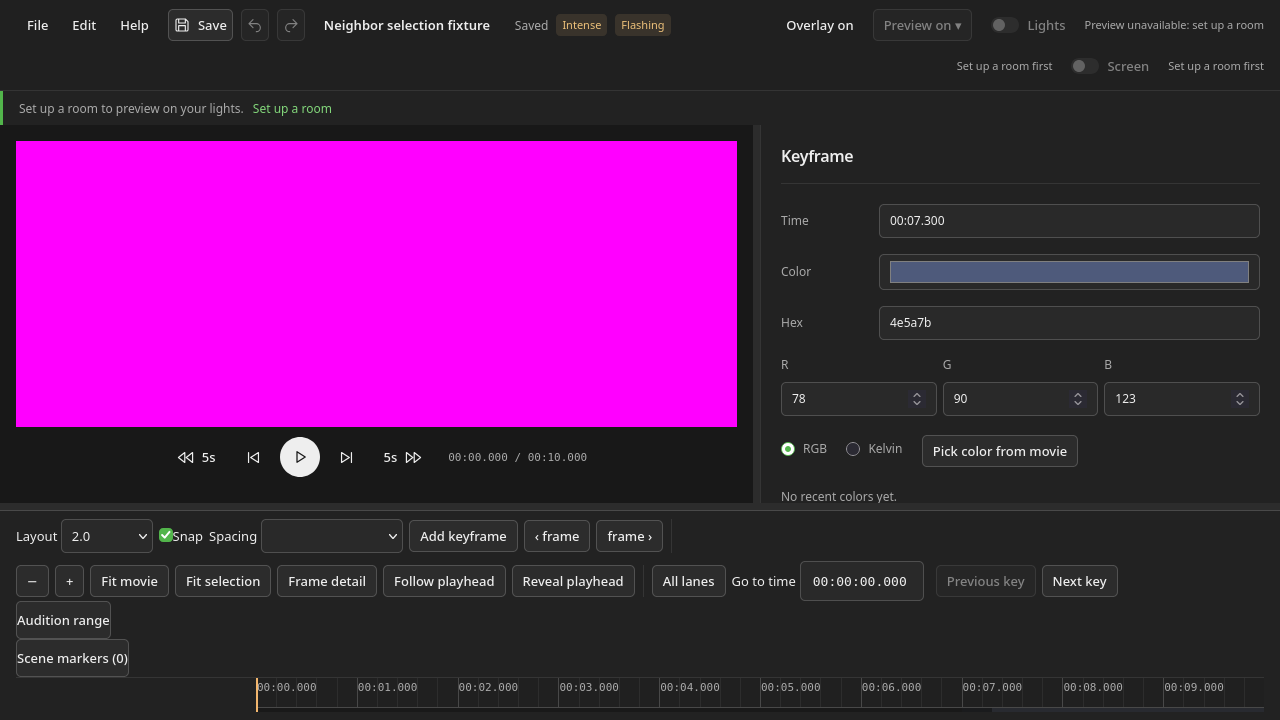 File Edit Help Save Neighbor selection fixture Saved Intense Flashing Overlay on Preview on ▾ Lights Preview unavailable: set up a room
Set up a room first Screen Set up a room first
Set up a room to preview on your lights. Set up a room
Keyframe
Time 00:07.300
Color
Hex 4e5a7b
R G B
78 90 123
RGB Kelvin Pick color from movie
No recent colors yet.
5s 5s 00:00.000 / 00:10.000
Layout 2.0 Snap Spacing Add keyframe ‹ frame frame ›
− + Fit movie Fit selection Frame detail Follow playhead Reveal playhead All lanes Go to time 00:00:00.000 Previous key Next key
Audition range
Scene markers (0)
00:00.000 00:01.000 00:02.000 00:03.000 00:04.000 00:05.000 00:06.000 00:07.000 00:08.000 00:09.000